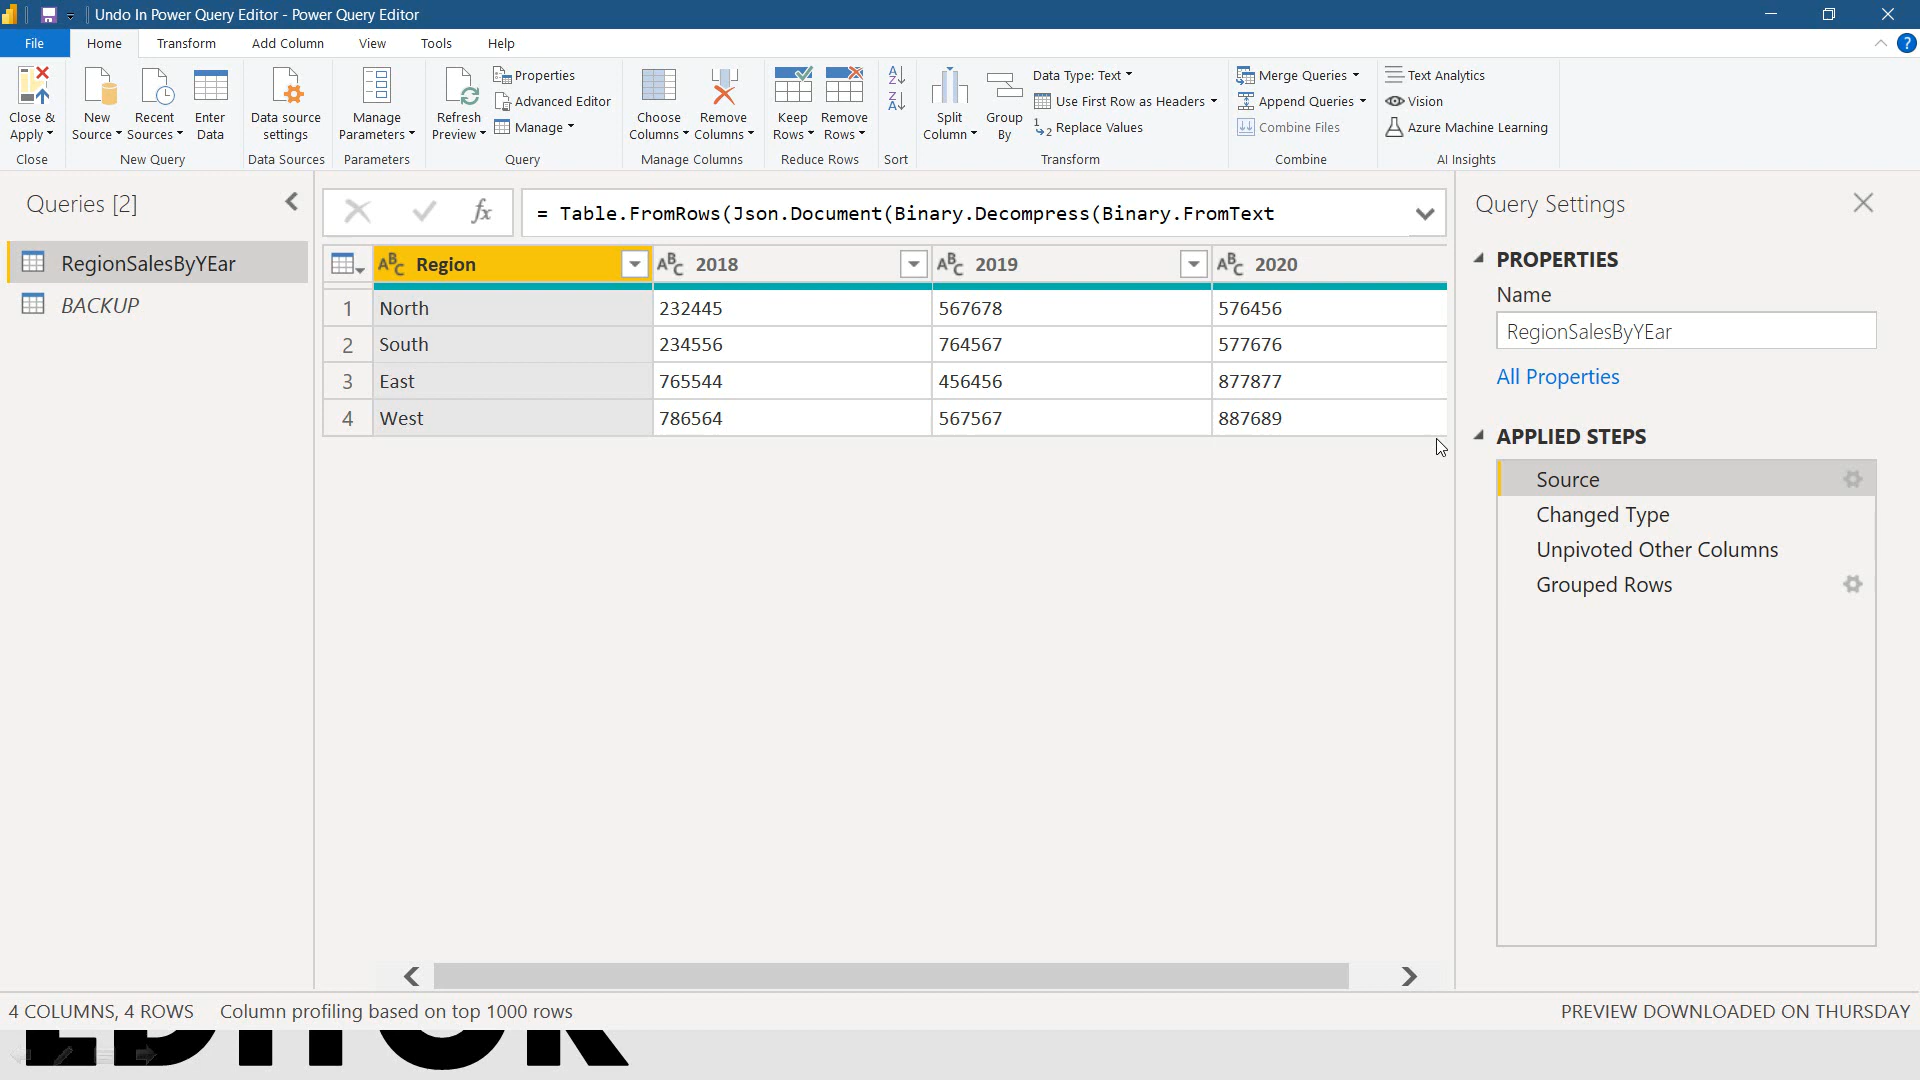 Undo In Power Query Editor - Power Query Editor
File Home Transform Add Column View Tools Help
Close & Apply
New Source
Recent Sources
Enter Data
Data source settings
Manage Parameters
Refresh Preview
Properties
Advanced Editor
Manage
Choose Columns
Remove Columns
Keep Rows
Remove Rows
Split Column
Group By
Data Type: Text
Use First Row as Headers
Replace Values
Merge Queries
Append Queries
Combine Files
Text Analytics
Vision
Azure Machine Learning
Close New Query Data Sources Parameters Query Manage Columns Reduce Rows Sort Transform Combine AI Insights
Queries [2]
RegionSalesByYEar
BACKUP
fx = Table.FromRows(Json.Document(Binary.Decompress(Binary.FromText
ABC Region ABC 2018 ABC 2019 ABC 2020
1 North 232445 567678 576456
2 South 234556 764567 577676
3 East 765544 456456 877877
4 West 786564 567567 887689
Query Settings
PROPERTIES
Name
RegionSalesByYEar
All Properties
APPLIED STEPS
Source
Changed Type
Unpivoted Other Columns
Grouped Rows
4 COLUMNS, 4 ROWS Column profiling based on top 1000 rows PREVIEW DOWNLOADED ON THURSDAY
EDITOR